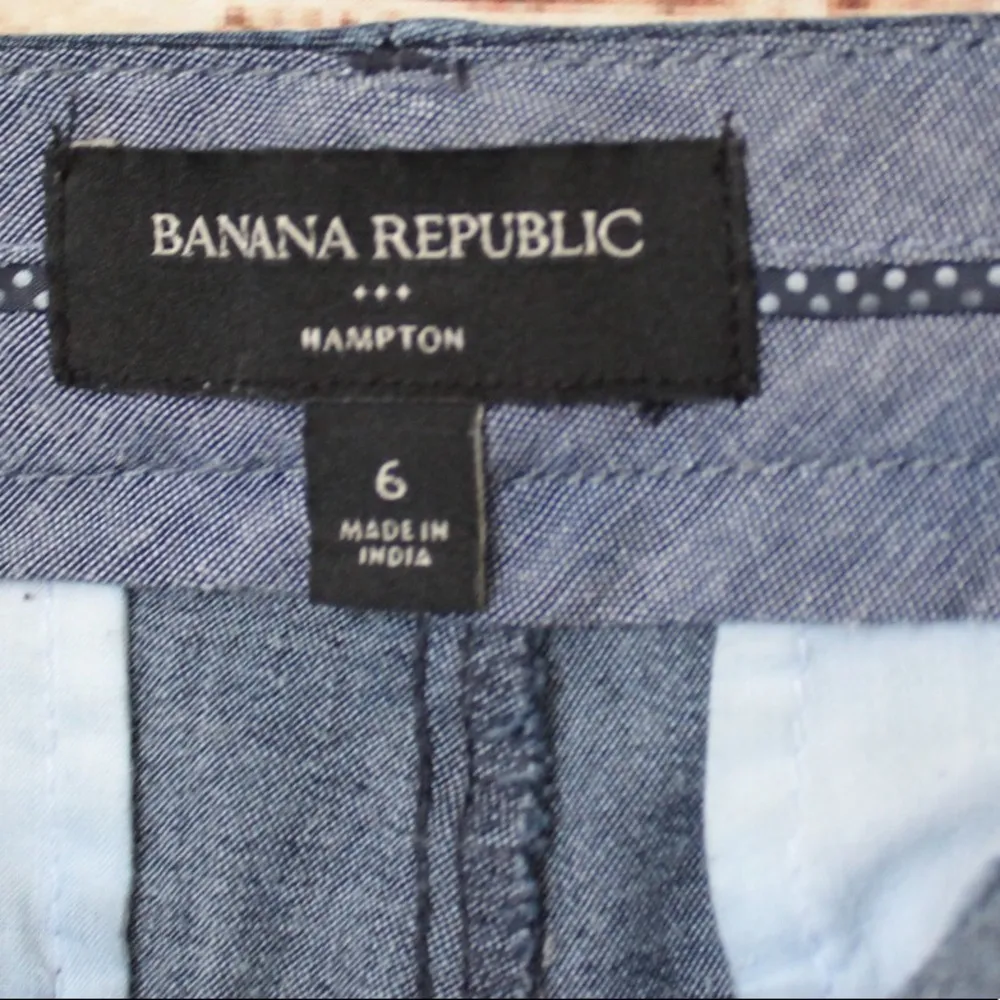 BANANA REPUBLIC
HAMPTON
6
MADE IN
INDIA